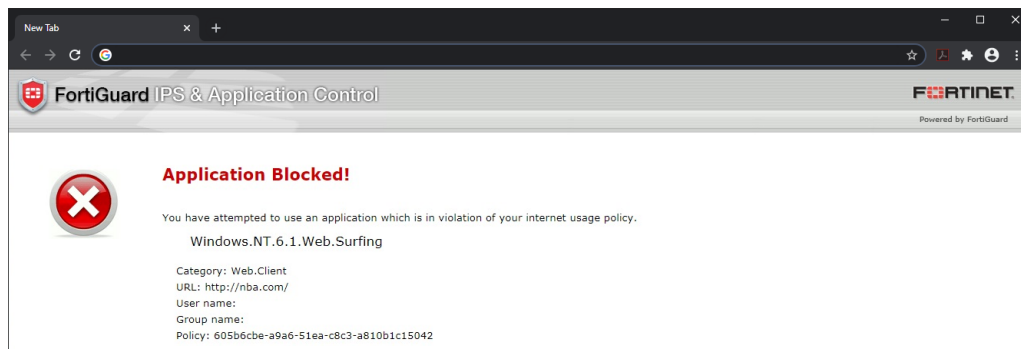 New Tab
FortiGuard IPS & Application Control
FORTINET.
Powered by FortiGuard
Application Blocked!
You have attempted to use an application which is in violation of your internet usage policy.
Windows.NT.6.1.Web.Surfing
Category: Web.Client
URL: http://nba.com/
User name:
Group name:
Policy: 605b6cbe-a9a6-51ea-c8c3-a810b1c15042